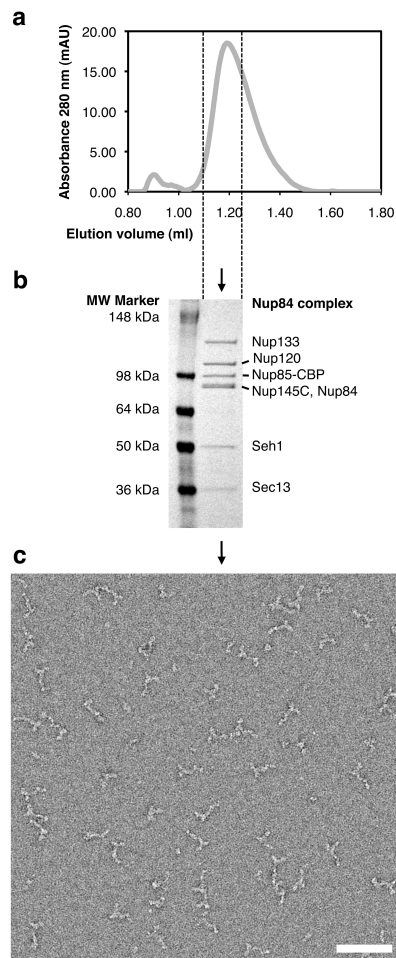 a
Absorbance 280 nm (mAU)
20.00
15.00
10.00
5.00
0.00
0.80 1.00 1.20 1.40 1.60 1.80
Elution volume (ml)
b
MW Marker Nup84 complex
148 kDa
Nup133
Nup120
98 kDa Nup85-CBP
Nup145C, Nup84
64 kDa
50 kDa Seh1
36 kDa Sec13
c